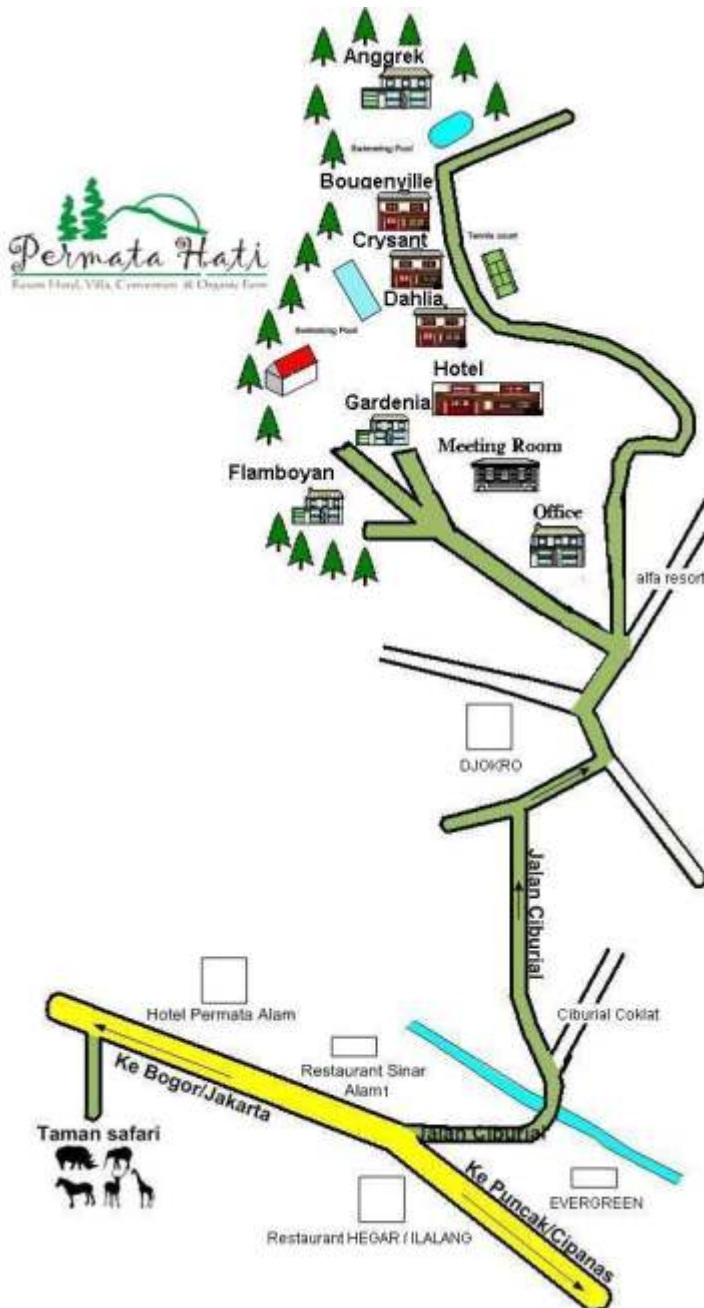 Anggrek
Swimming Pool
Bougenville
Permata Hati
Resort Hotel, Villa, Convention & Organic Farm
Crysant
Tennis court
Dahlia
Swimming Pool
Hotel
Gardenia
Meeting Room
Flamboyan
Office
alfa resort
DJOKRO
Jalan Ciburial
Hotel Permata Alam
Ciburial Coklat
Restaurant Sinar
Alam1
Ke Bogor/Jakarta
Taman safari
Jalan Ciburial
Ke Puncak/Cipanas
EVERGREEN
Restaurant HEGAR / ILALANG